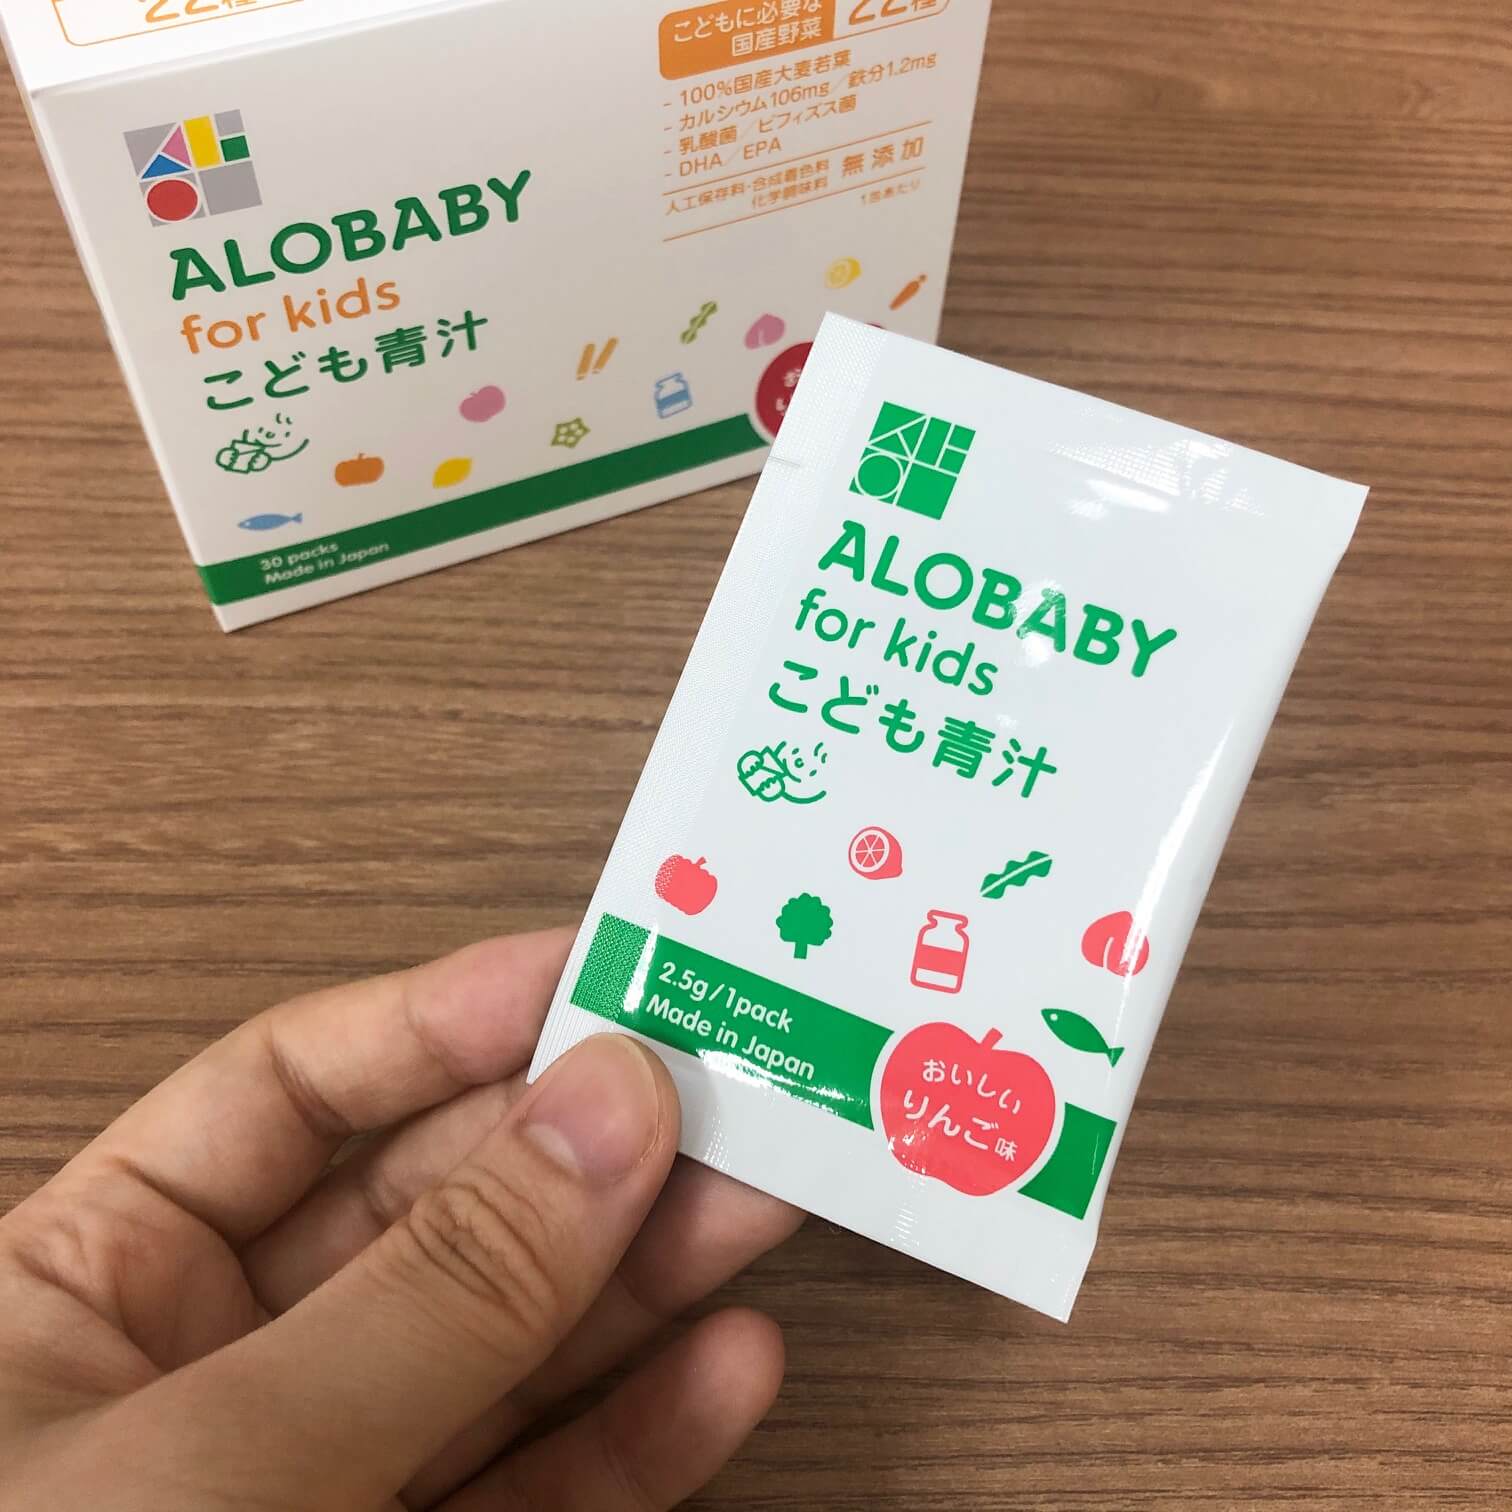 22種
こどもに必要な
国産野菜
22種
- 100%国産大麦若葉
- カルシウム106mg/鉄分1.2mg
- 乳酸菌/ビフィズス菌
- DHA/EPA
人工保存料・合成着色料
化学調味料
無添加
1包あたり
ALOBABY
for kids
こども青汁
30 packs
Made in Japan
ALOBABY
for kids
こども青汁
2.5g/1pack
Made in Japan
おいしい
りんご味